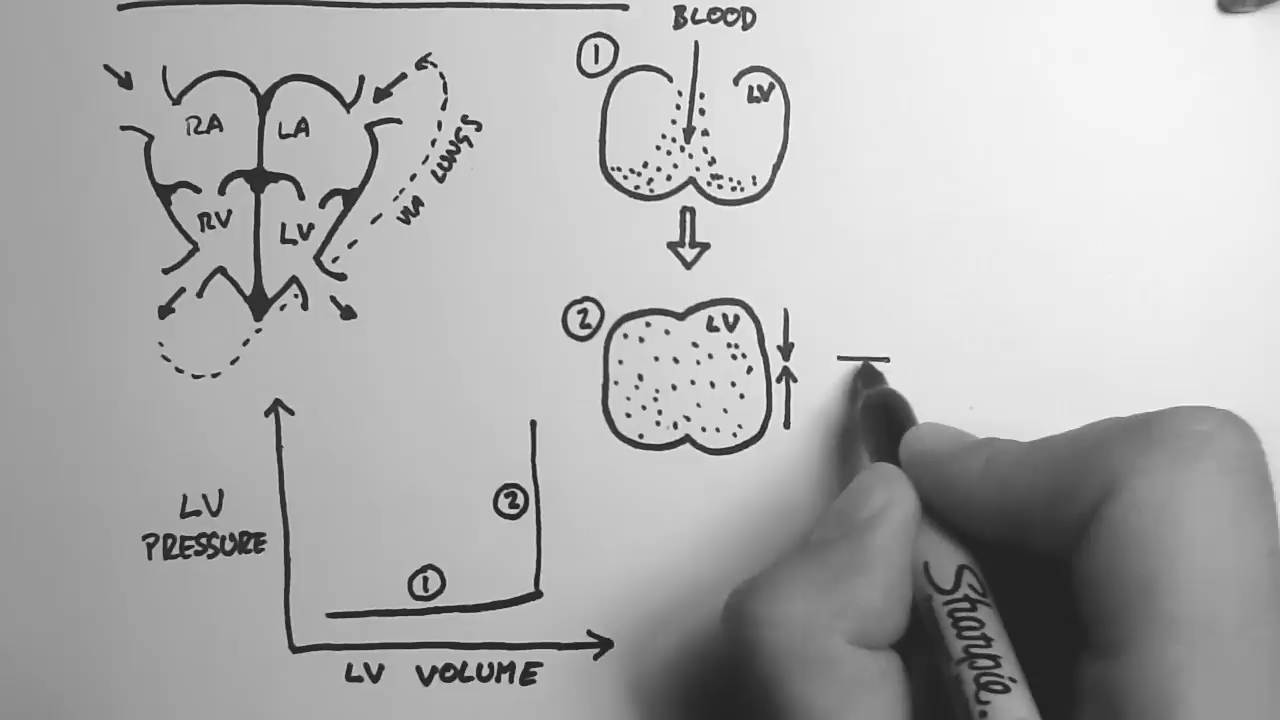 BLOOD
1
LV
RA
LA
VIA LUNGS
RV
LV
2
LV
2
LV
PRESSURE
1
LV VOLUME
Sharpie.